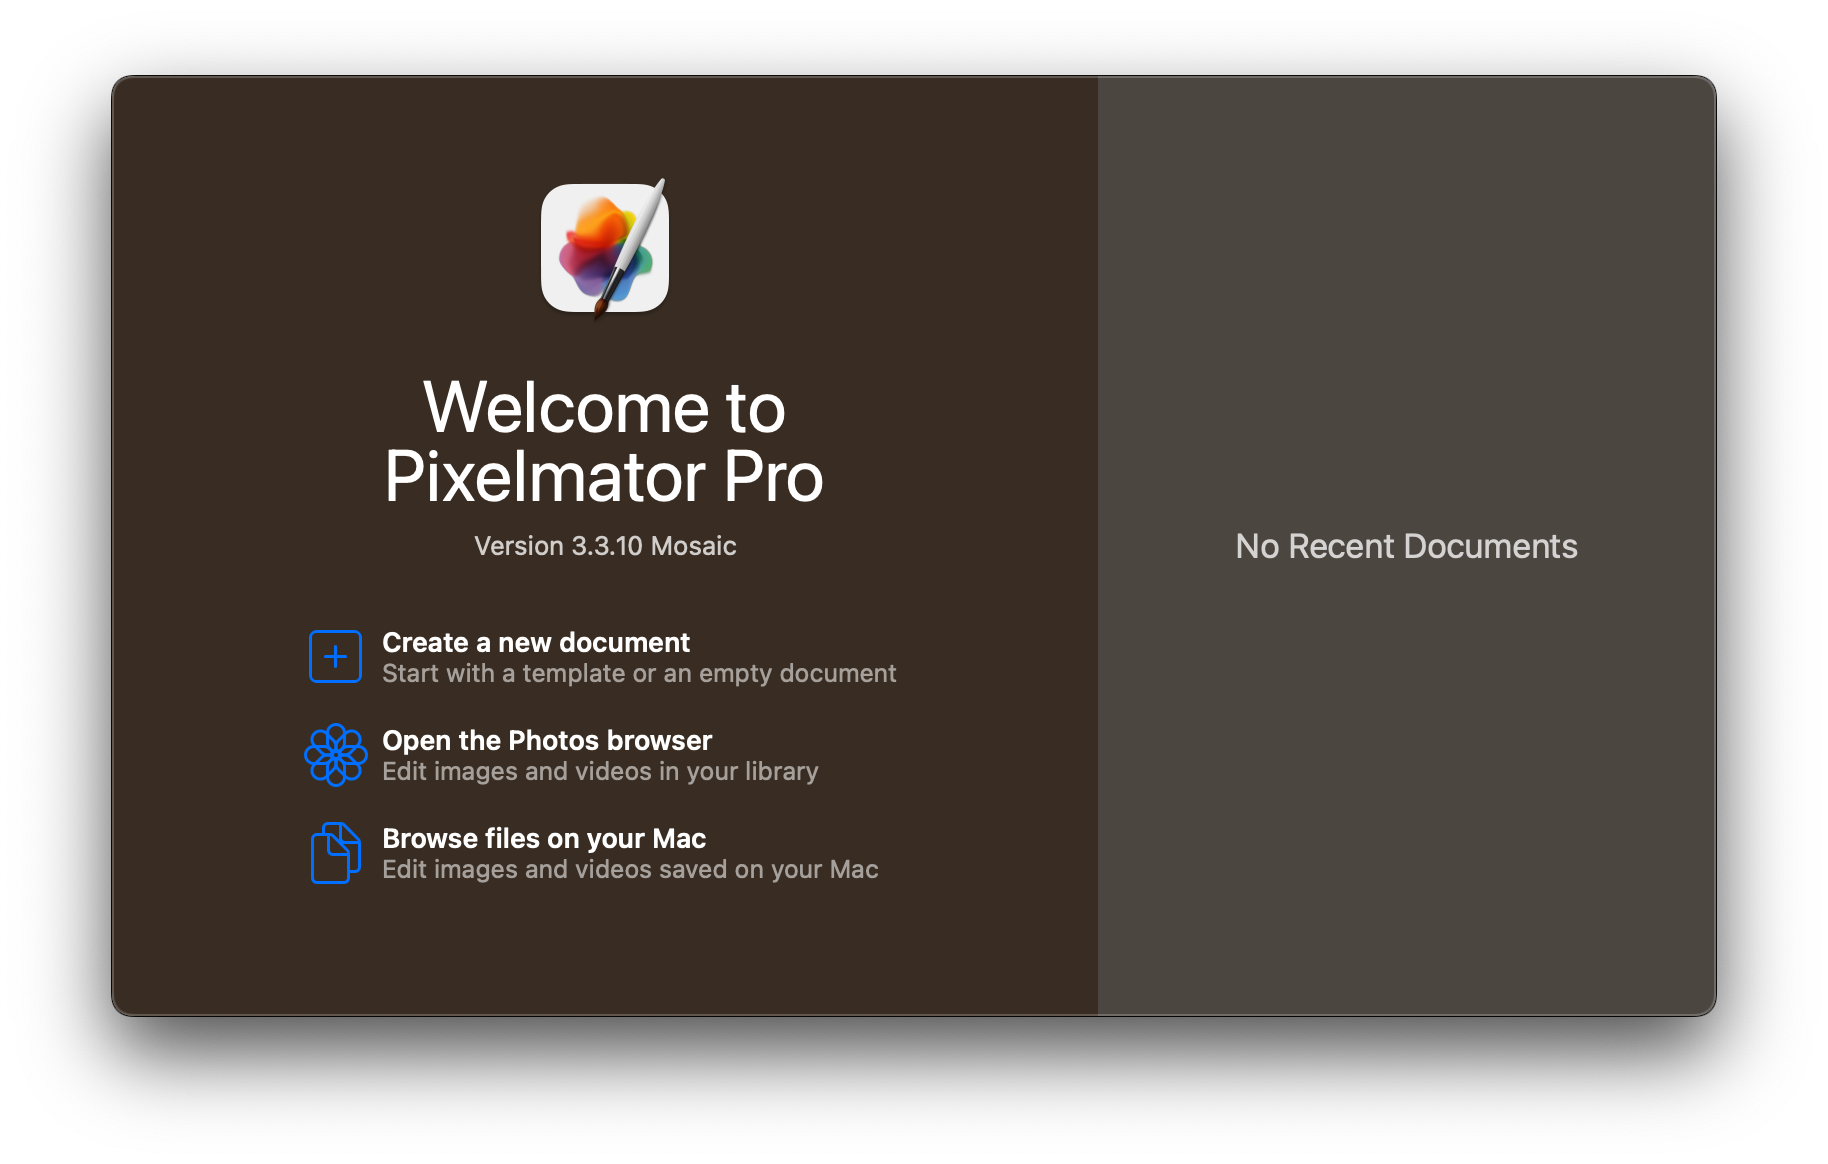 Welcome to
Pixelmator Pro
Version 3.3.10 Mosaic
Create a new document
Start with a template or an empty document
Open the Photos browser
Edit images and videos in your library
Browse files on your Mac
Edit images and videos saved on your Mac
No Recent Documents